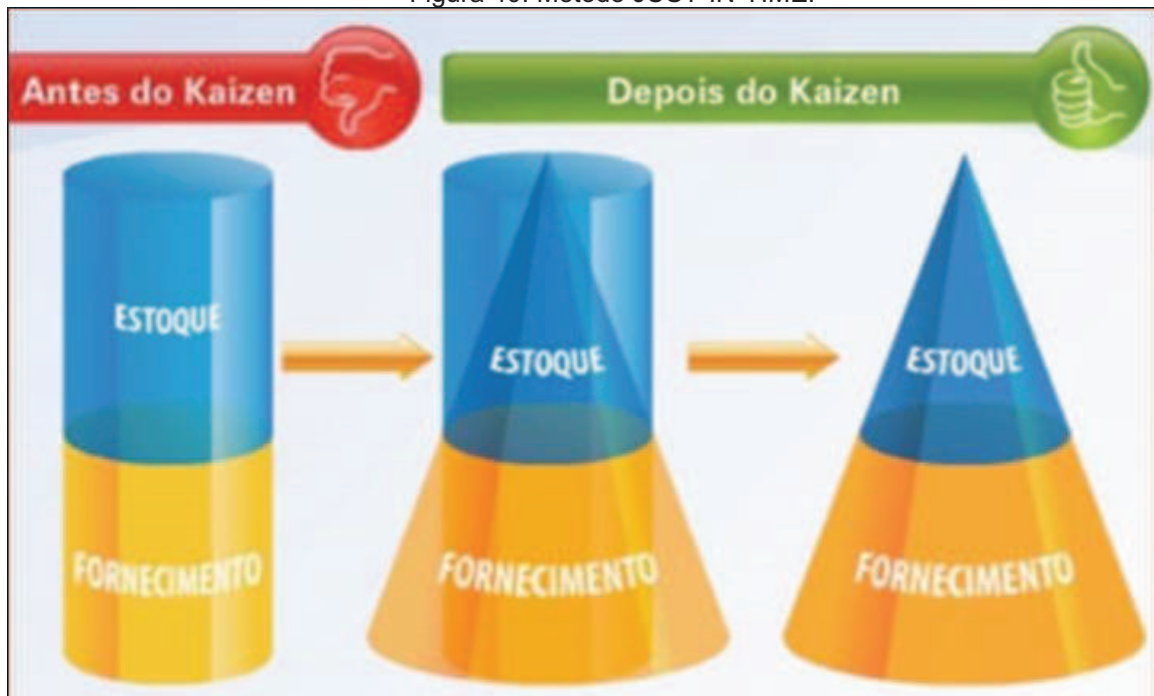 Antes do Kaizen
Depois do Kaizen
ESTOQUE
ESTOQUE
ESTOQUE
FORNECIMENTO
FORNECIMENTO
FORNECIMENTO